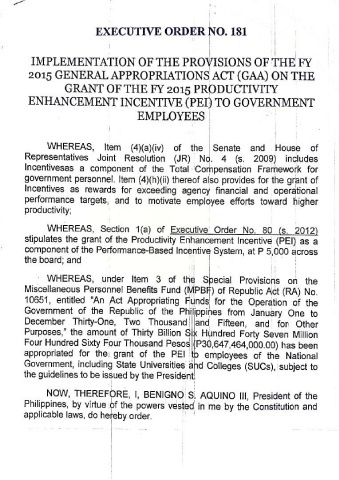 EXECUTIVE ORDER NO. 181
IMPLEMENTATION OF THE PROVISIONS OF THE FY
2015 GENERAL APPROPRIATIONS ACT (GAA) ON THE
GRANT OF THE FY 2015 PRODUCTIVITY
ENHANCEMENT INCENTIVE (PEI) TO GOVERNMENT
EMPLOYEES
WHEREAS, Item (4)(a)(iv) of the Senate and House of
Representatives Joint Resolution (JR) No. 4 (s. 2009) includes
Incentivesas a component of the Total Compensation Framework for
government personnel. Item (4)(h)(ii) thereof also provides for the grant of
Incentives as rewards for exceeding agency financial and operational
performance targets, and to motivate employee efforts toward higher
productivity;
WHEREAS, Section 1(a) of Executive Order No. 80 (s. 2012)
stipulates the grant of the Productivity Enhancement Incentive (PEI) as a
component of the Performance-Based Incentive System, at P 5,000 across
the board; and
WHEREAS, under Item 3 of the Special Provisions on the
Miscellaneous Personnel Benefits Fund (MPBF) of Republic Act (RA) No.
10651, entitled "An Act Appropriating Funds for the Operation of the
Government of the Republic of the Philippines from January One to
December Thirty-One, Two Thousand and Fifteen, and for Other
Purposes," the amount of Thirty Billion Six Hundred Forty Seven Million
Four Hundred Sixty Four Thousand Pesos (P30,647,464,000.00) has been
appropriated for the grant of the PEI to employees of the National
Government, including State Universities and Colleges (SUCs), subject to
the guidelines to be issued by the President.
NOW, THEREFORE, I, BENIGNO S. AQUINO III, President of the
Philippines, by virtue of the powers vested in me by the Constitution and
applicable laws, do hereby order.